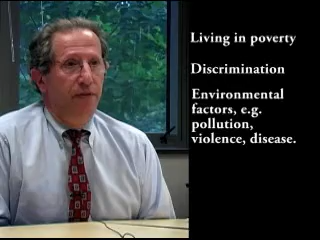 Living in poverty
Discrimination
Environmental
factors, e.g.
pollution,
violence, disease.